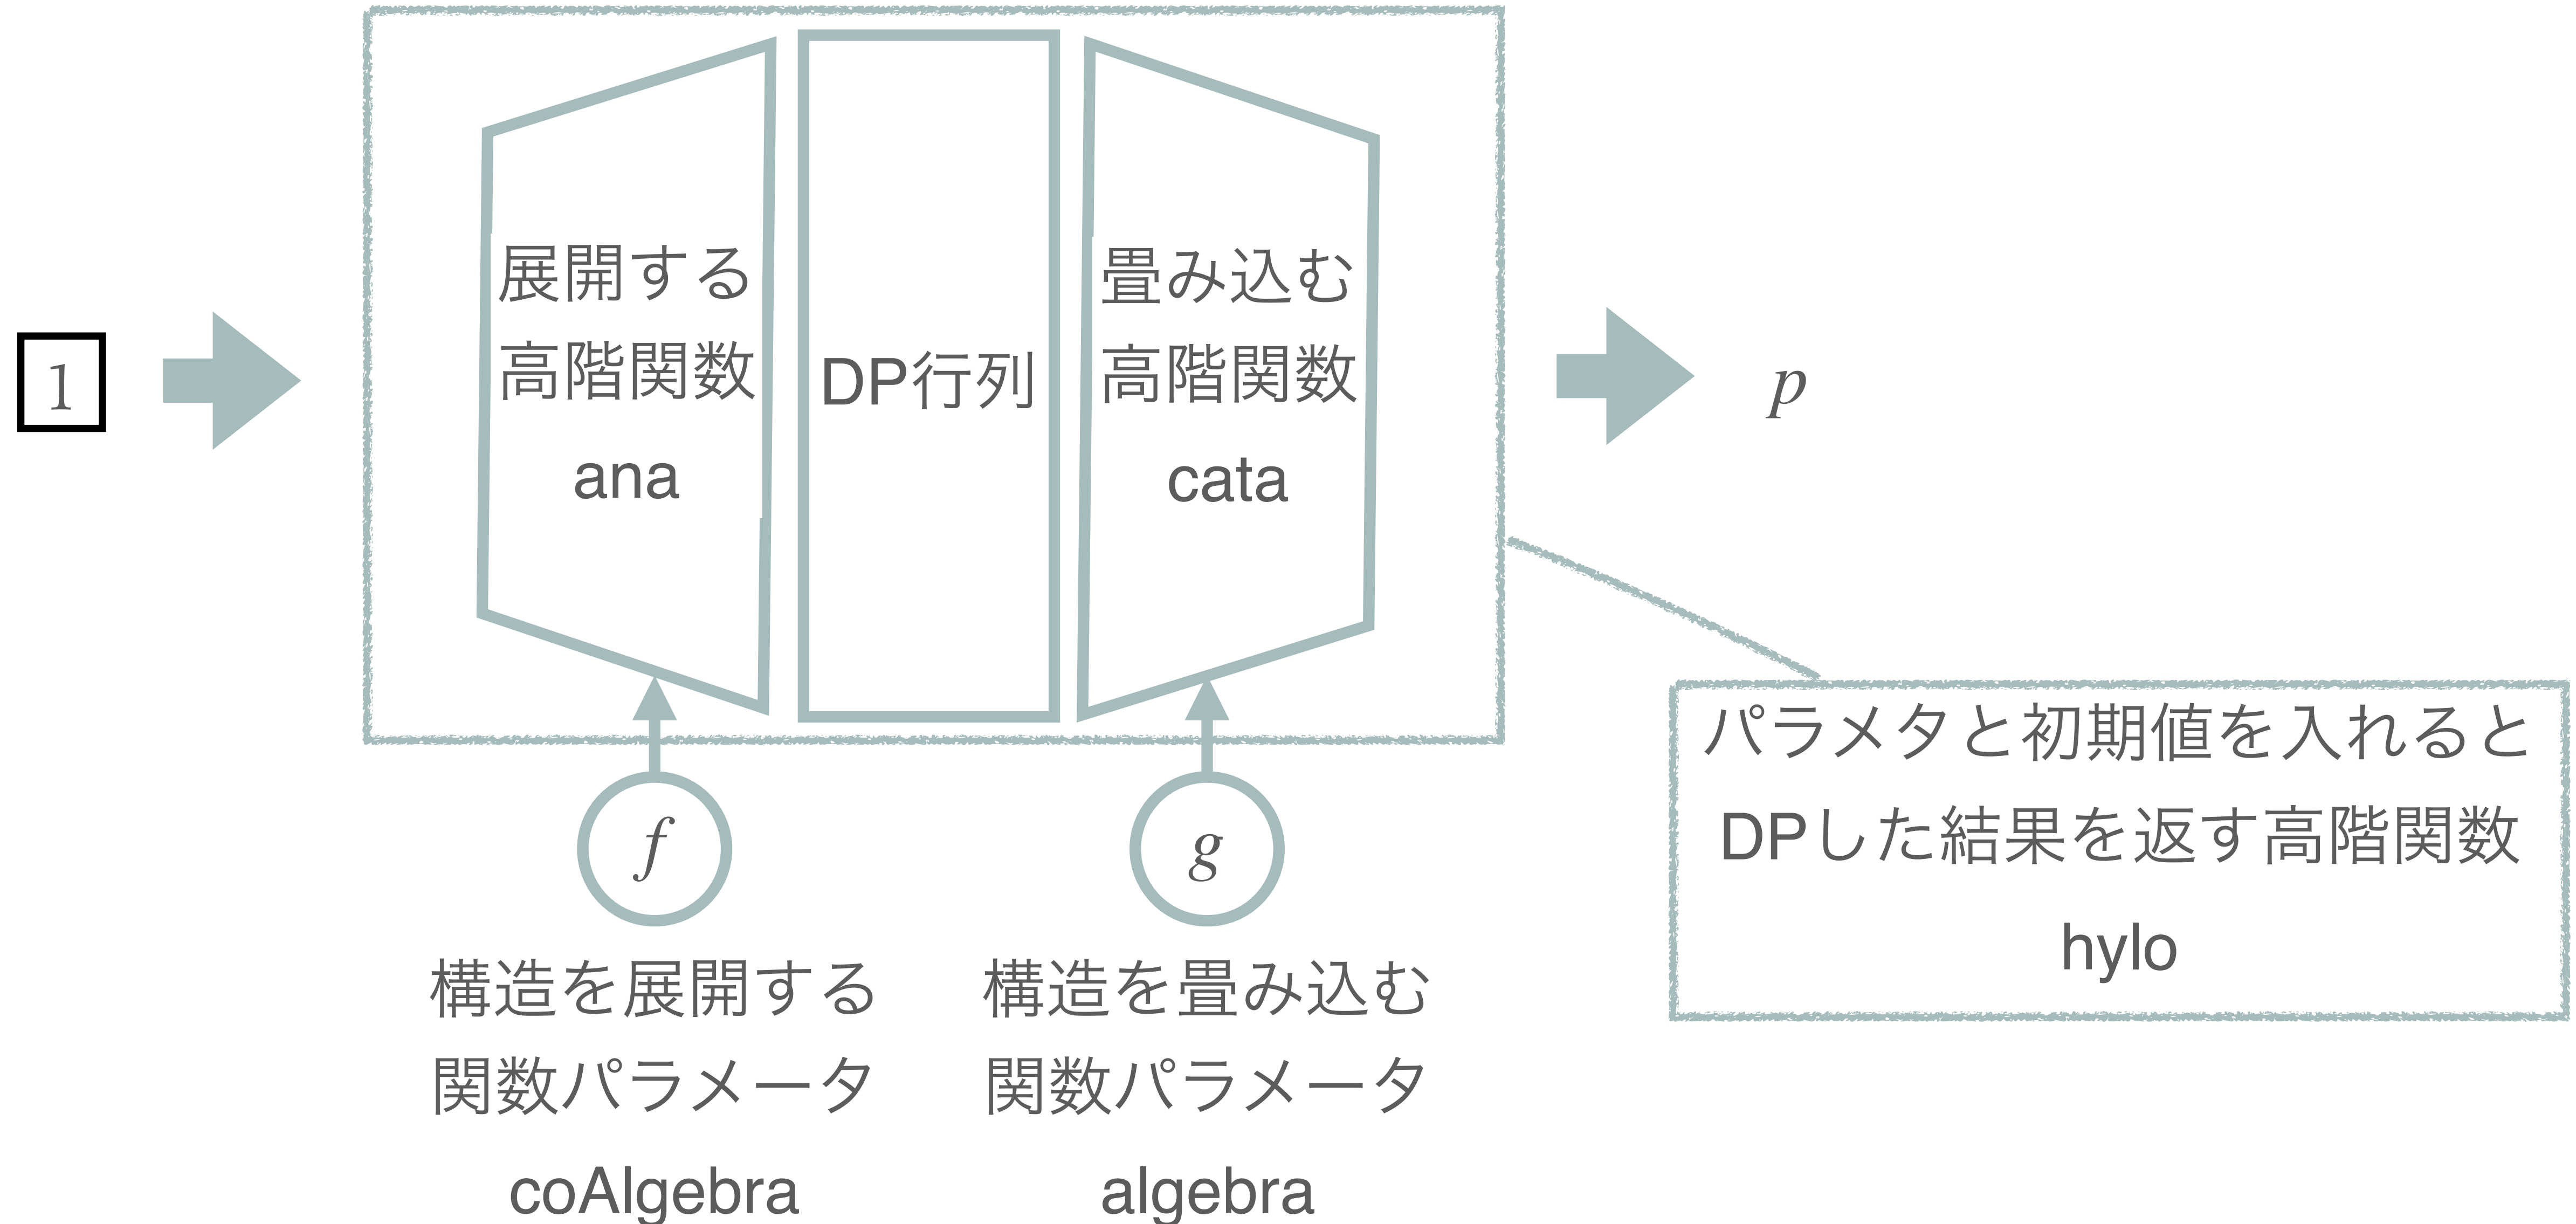 1
展開する
高階関数
ana
DP行列
畳み込む
高階関数
cata
p
f
構造を展開する
関数パラメータ
coAlgebra
g
構造を畳み込む
関数パラメータ
algebra
パラメタと初期値を入れると
DPした結果を返す高階関数
hylo